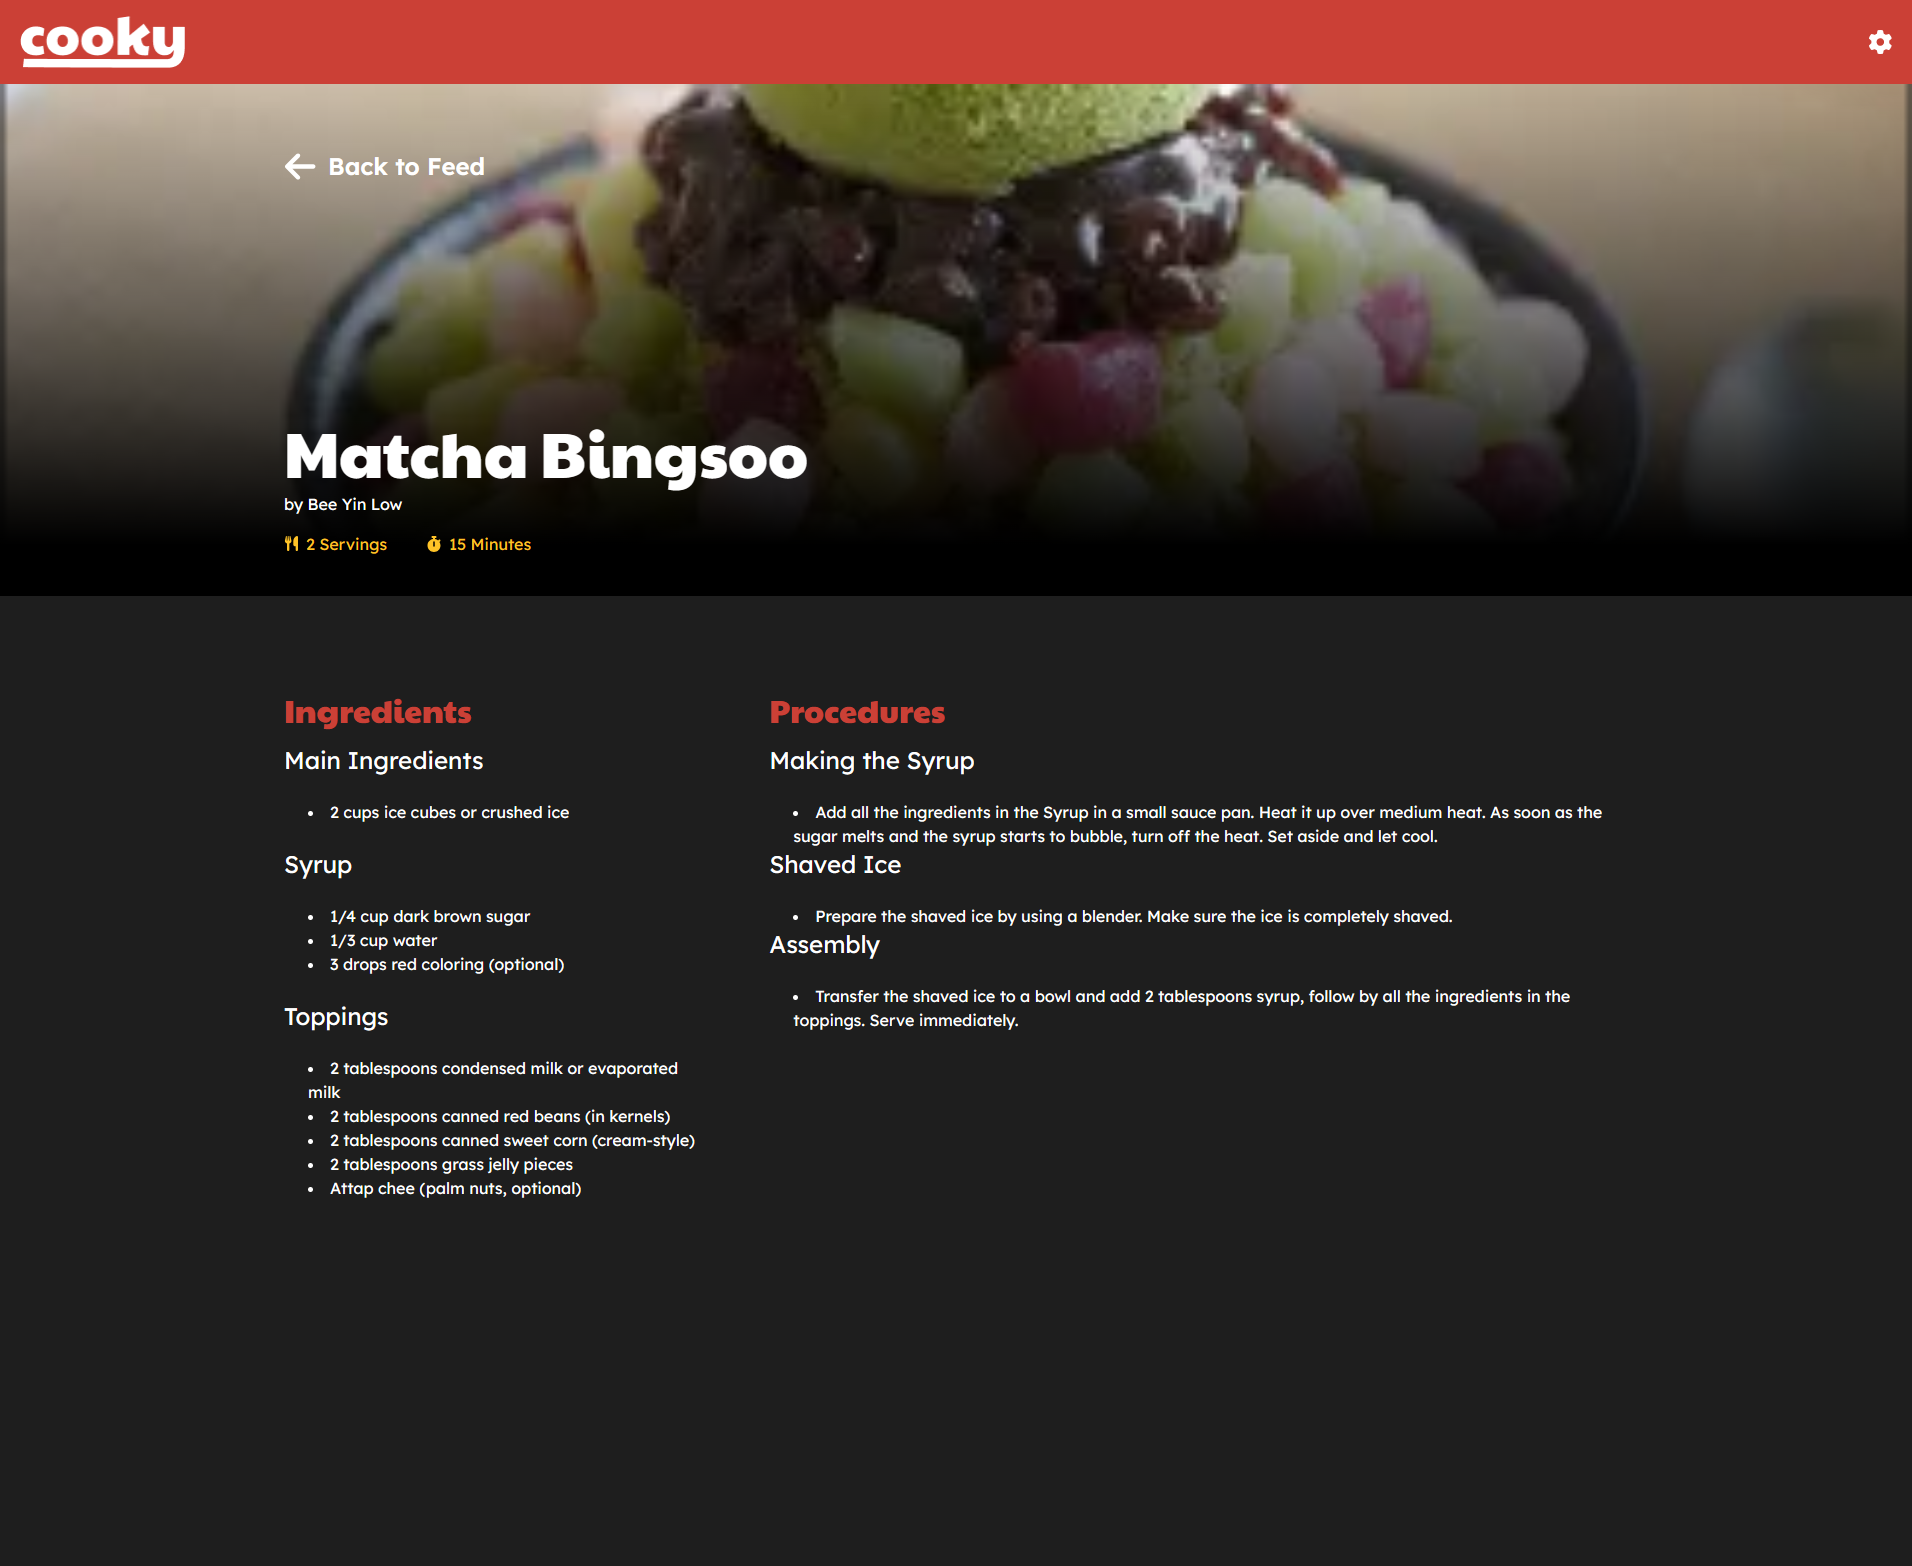 cooky
Back to Feed
Matcha Bingsoo
by Bee Yin Low
2 Servings
15 Minutes
Ingredients
Main Ingredients
• 2 cups ice cubes or crushed ice
Syrup
• 1/4 cup dark brown sugar
• 1/3 cup water
• 3 drops red coloring (optional)
Toppings
• 2 tablespoons condensed milk or evaporated
milk
• 2 tablespoons canned red beans (in kernels)
• 2 tablespoons canned sweet corn (cream-style)
• 2 tablespoons grass jelly pieces
• Attap chee (palm nuts, optional)
Procedures
Making the Syrup
• Add all the ingredients in the Syrup in a small sauce pan. Heat it up over medium heat. As soon as the
sugar melts and the syrup starts to bubble, turn off the heat. Set aside and let cool.
Shaved Ice
• Prepare the shaved ice by using a blender. Make sure the ice is completely shaved.
Assembly
• Transfer the shaved ice to a bowl and add 2 tablespoons syrup, follow by all the ingredients in the
toppings. Serve immediately.